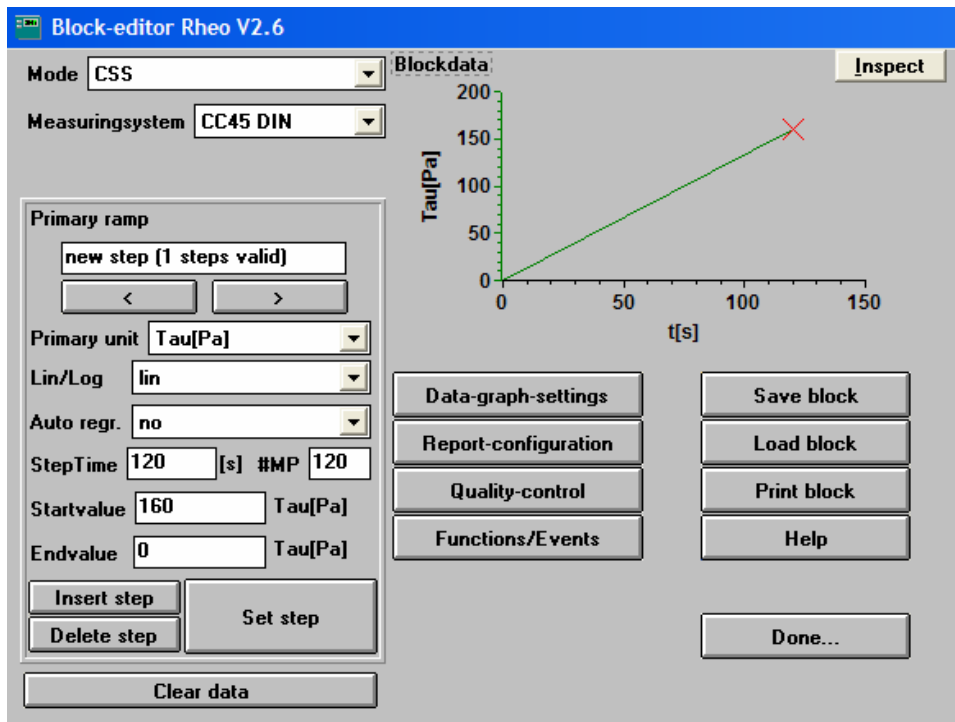 Block-editor Rheo V2.6
Mode CSS
Measuringsystem CC45 DIN
Primary ramp
new step (1 steps valid)
< >
Primary unit Tau[Pa]
Lin/Log lin
Auto regr. no
StepTime 120 [s] #MP 120
Startvalue 160 Tau[Pa]
Endvalue 0 Tau[Pa]
Insert step
Delete step
Set step
Clear data
Blockdata
Inspect
200
150
100
50
0
Tau[Pa]
0 50 100 150
t[s]
Data-graph-settings
Report-configuration
Quality-control
Functions/Events
Save block
Load block
Print block
Help
Done...